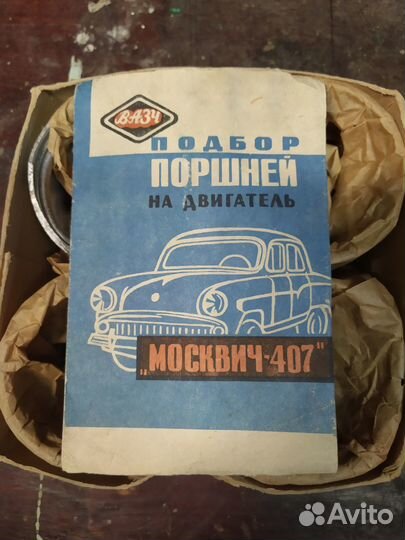 ВАЗЧ
ПОДБОР
ПОРШНЕЙ
НА ДВИГАТЕЛЬ
„МОСКВИЧ-407"
Avito